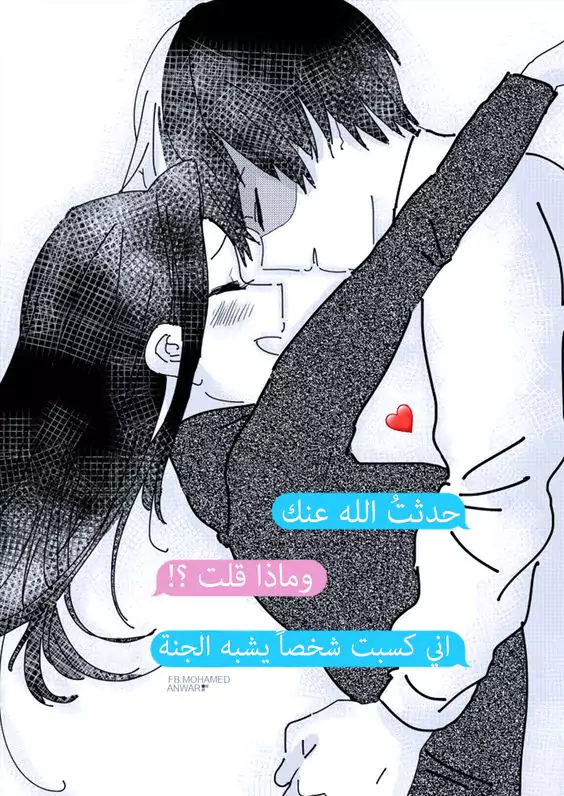 حدثتُ الله عنك
وماذا قلت ؟!
اني كسبت شخصاً يشبه الجنة
FB:MOHAMED
ANWAR